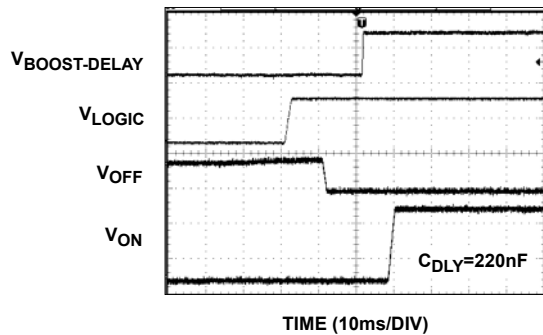 VBOOST-DELAY
VLOGIC
VOFF
VON
CDLY=220nF
TIME (10ms/DIV)